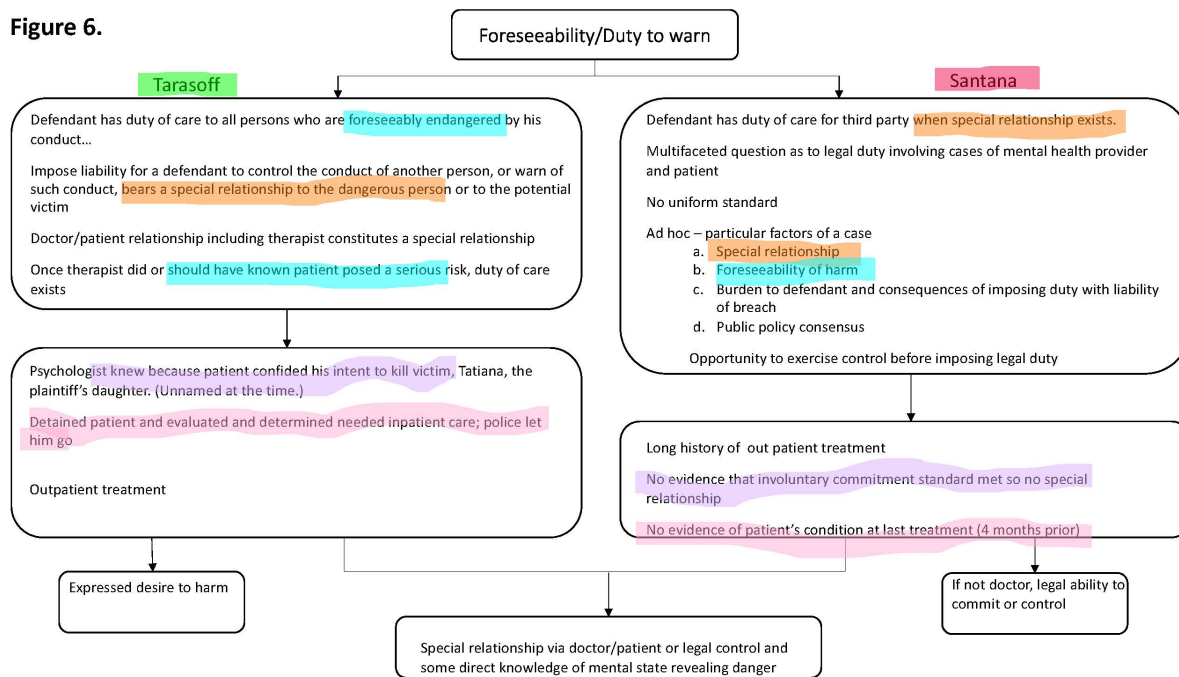 Figure 6.
Foreseeability/Duty to warn
Tarasoff
Defendant has duty of care to all persons who are foreseeably endangered by his
conduct…
Impose liability for a defendant to control the conduct of another person, or warn of
such conduct, bears a special relationship to the dangerous person or to the potential
victim
Doctor/patient relationship including therapist constitutes a special relationship
Once therapist did or should have known patient posed a serious risk, duty of care
exists
Psychologist knew because patient confided his intent to kill victim, Tatiana, the
plaintiff's daughter. (Unnamed at the time.)
Detained patient and evaluated and determined needed inpatient care; police let
him go
Outpatient treatment
Expressed desire to harm
Santana
Defendant has duty of care for third party when special relationship exists.
Multifaceted question as to legal duty involving cases of mental health provider
and patient
No uniform standard
Ad hoc – particular factors of a case
a. Special relationship
b. Foreseeability of harm
c. Burden to defendant and consequences of imposing duty with liability
of breach
d. Public policy consensus
Opportunity to exercise control before imposing legal duty
Long history of out patient treatment
No evidence that involuntary commitment standard met so no special
relationship
No evidence of patient's condition at last treatment (4 months prior)
If not doctor, legal ability to
commit or control
Special relationship via doctor/patient or legal control and
some direct knowledge of mental state revealing danger